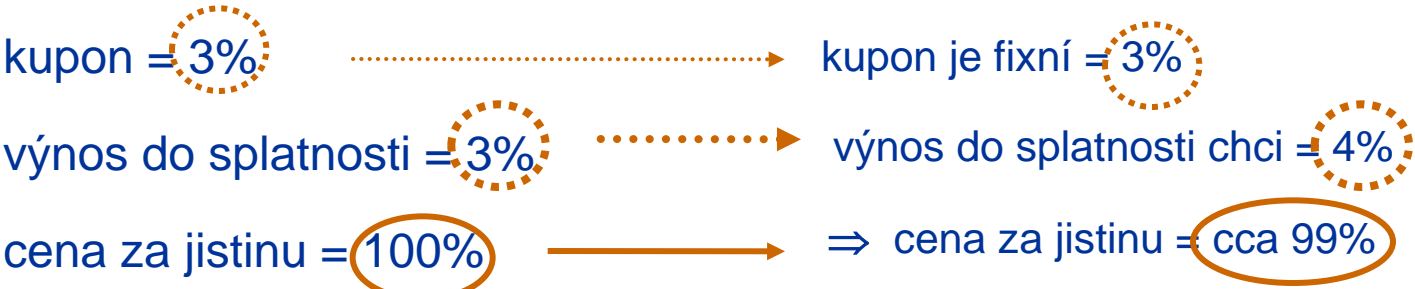 kupon = 3% kupon je fixní = 3%
výnos do splatnosti = 3% výnos do splatnosti chci = 4%
cena za jistinu = 100% ⇒ cena za jistinu = cca 99%